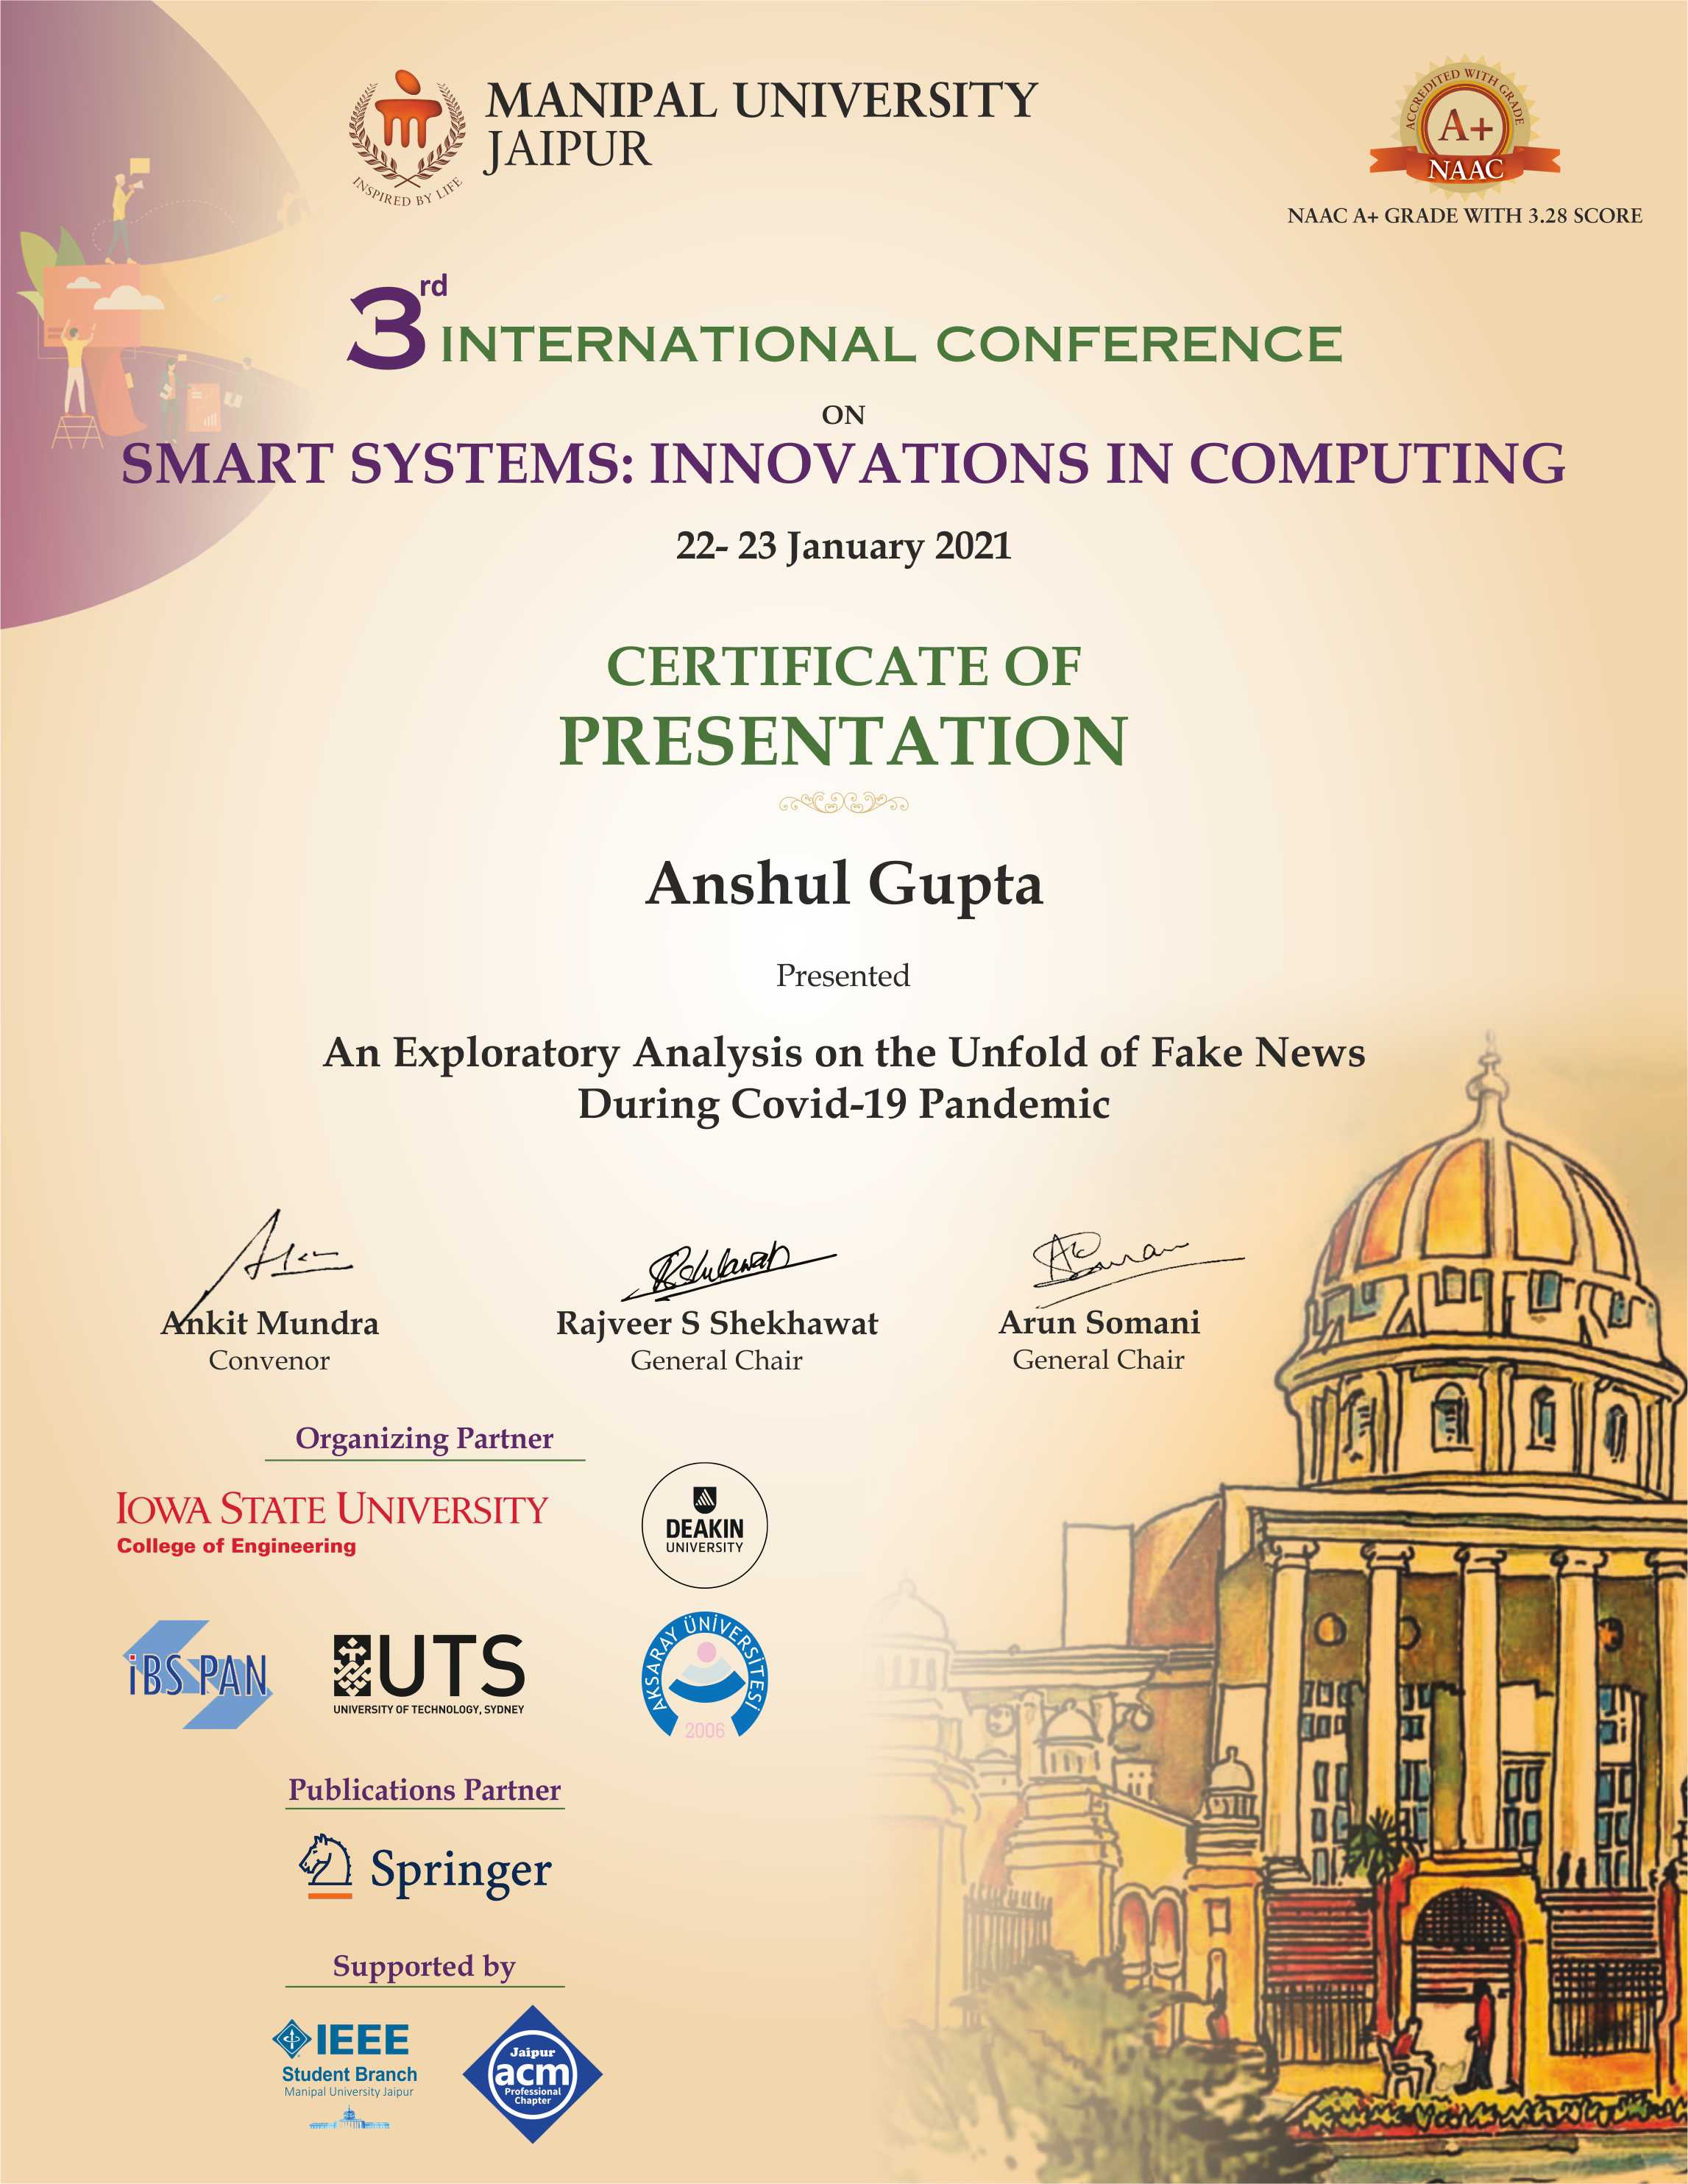 MANIPAL UNIVERSITY
JAIPUR
INSPIRED BY LIFE
ACCREDITED WITH GRADE
A+
NAAC
NAAC A+ GRADE WITH 3.28 SCORE
3rd INTERNATIONAL CONFERENCE
ON
SMART SYSTEMS: INNOVATIONS IN COMPUTING
22- 23 January 2021
CERTIFICATE OF
PRESENTATION
Anshul Gupta
Presented
An Exploratory Analysis on the Unfold of Fake News
During Covid-19 Pandemic
Ankit Mundra
Convenor
Rajveer S Shekhawat
General Chair
Arun Somani
General Chair
Organizing Partner
IOWA STATE UNIVERSITY
College of Engineering
DEAKIN
UNIVERSITY
iBS PAN
UTS
UNIVERSITY OF TECHNOLOGY, SYDNEY
AKSARAY ÜNİVERSİTESİ
2006
Publications Partner
Springer
Supported by
IEEE
Student Branch
Manipal University Jaipur
Jaipur
acm
Professional
Chapter